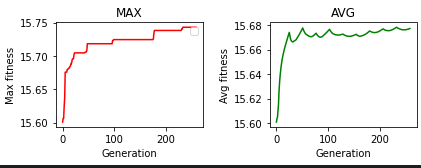 MAX
15.75
15.70
15.65
15.60
Max fitness
0
100
200
Generation
AVG
15.68
15.66
15.64
15.62
15.60
Avg fitness
0
200
Generation